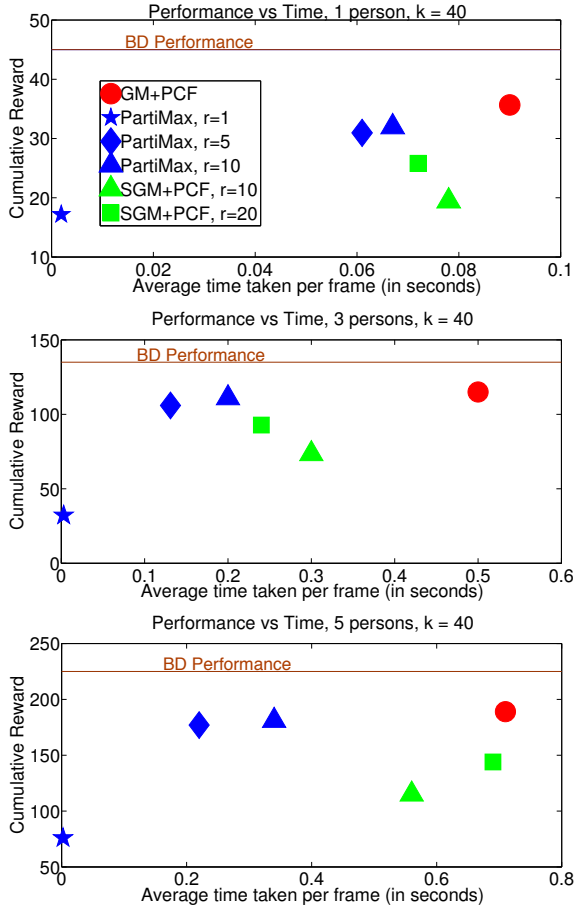 Performance vs Time, 1 person, k = 40
Cumulative Reward
50
40
30
20
10
BD Performance
GM+PCF
PartiMax, r=1
PartiMax, r=5
PartiMax, r=10
SGM+PCF, r=10
SGM+PCF, r=20
0
0.02
0.04
0.06
0.08
0.1
Average time taken per frame (in seconds)
Performance vs Time, 3 persons, k = 40
Cumulative Reward
150
100
50
0
BD Performance
0
0.1
0.2
0.3
0.4
0.5
0.6
Average time taken per frame (in seconds)
Performance vs Time, 5 persons, k = 40
Cumulative Reward
250
200
150
100
50
BD Performance
0
0.2
0.4
0.6
0.8
Average time taken per frame (in seconds)